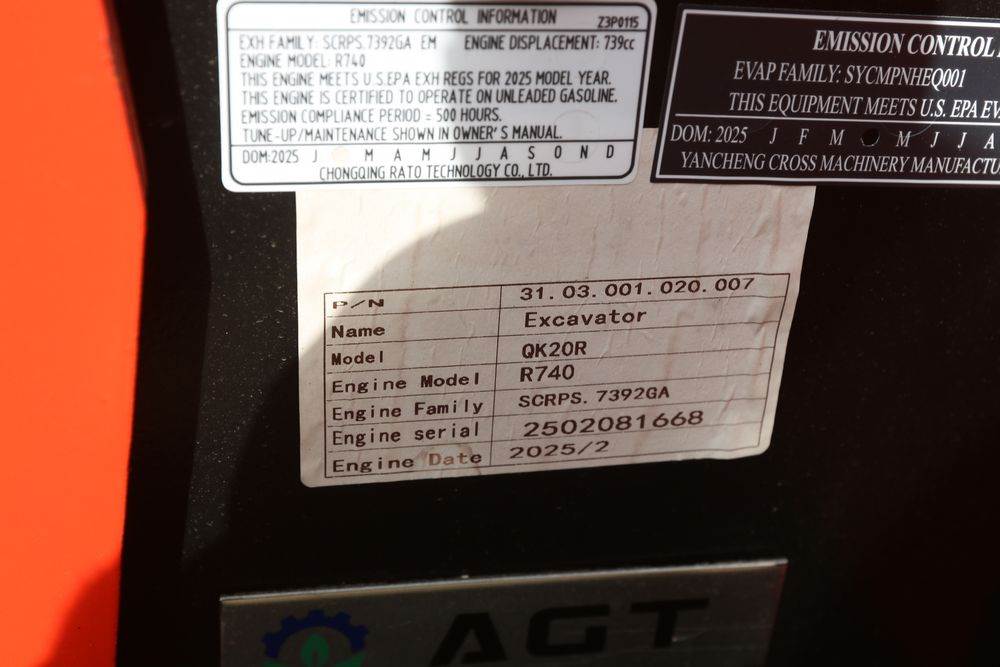 EMISSION CONTROL INFORMATION Z3P0115
EXH FAMILY: SCRPS.7392GA EM ENGINE DISPLACEMENT: 739cc
ENGINE MODEL: R740
THIS ENGINE MEETS U.S.EPA EXH REGS FOR 2025 MODEL YEAR.
THIS ENGINE IS CERTIFIED TO OPERATE ON UNLEADED GASOLINE.
EMISSION COMPLIANCE PERIOD = 500 HOURS.
TUNE-UP/MAINTENANCE SHOWN IN OWNER'S MANUAL.
DOM:2025 J M A M J J A S O N D
CHONGQING RATO TECHNOLOGY CO., LTD.
EMISSION CONTROL
EVAP FAMILY: SYCMPNHEQ001
THIS EQUIPMENT MEETS U.S. EPA EV
DOM: 2025 J F M M J J A
YANCHENG CROSS MACHINERY MANUFACTU
P/N 31.03.001.020.007
Name Excavator
Model QK20R
Engine Model R740
Engine Family SCRPS.7392GA
Engine serial 2502081668
Engine Date 2025/2
AGT